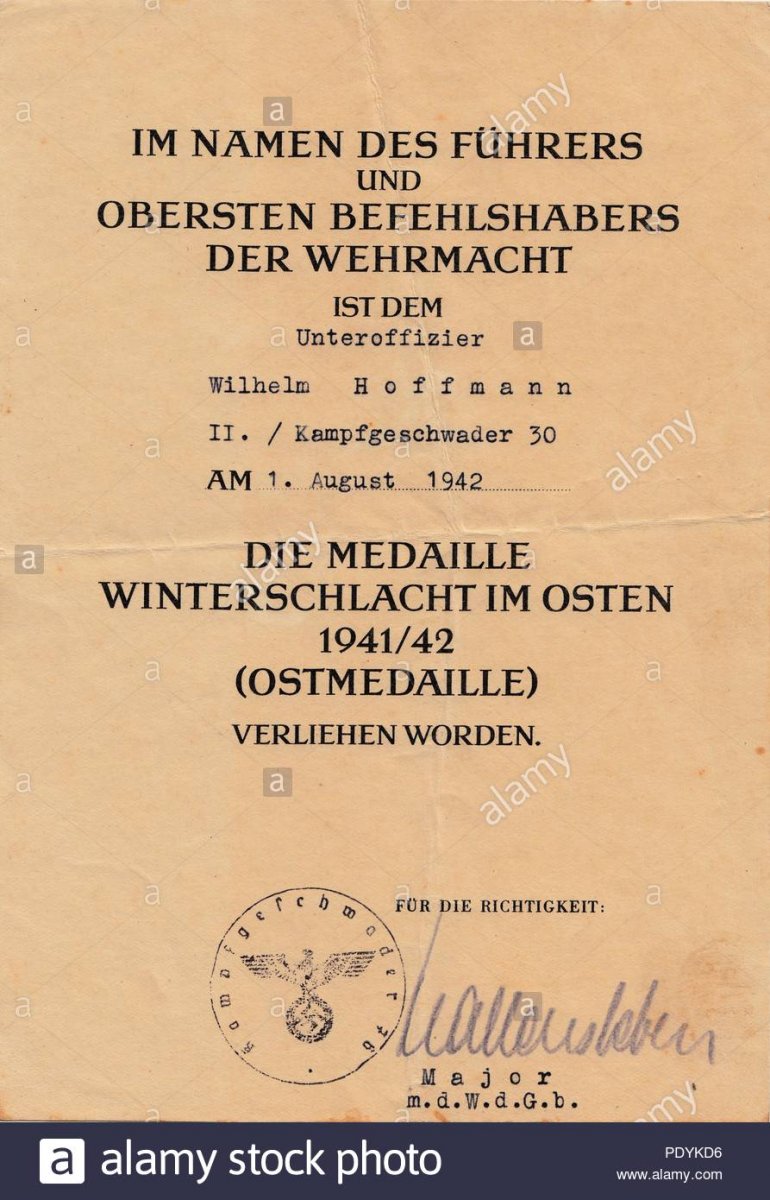 IM NAMEN DES FÜHRERS
UND
OBERSTEN BEFEHLSHABERS
DER WEHRMACHT
IST DEM
Unteroffizier
Wilhelm H o f f m a n n
II. / Kampfgeschwader 30
AM 1. August 1942
DIE MEDAILLE
WINTERSCHLACHT IM OSTEN
1941/42
(OSTMEDAILLE)
VERLIEHEN WORDEN.
FÜR DIE RICHTIGKEIT:
Kampfgeschwader 76
M a j o r
m.d.W.d.G.b.
a alamy stock photo
PDYKD6
www.alamy.com